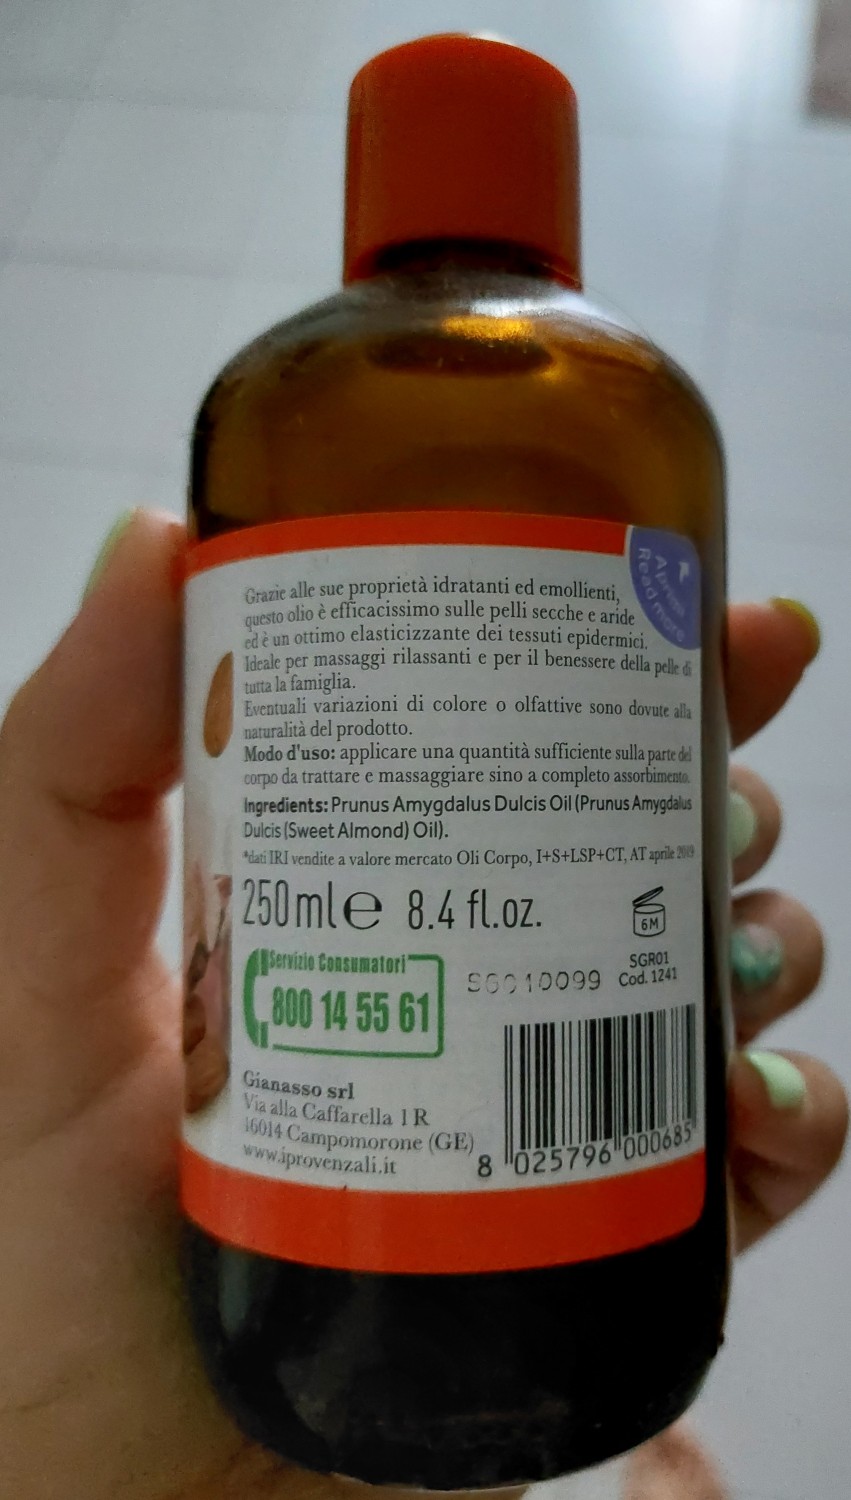 Apri
Read more
Grazie alle sue proprietà idratanti ed emollienti,
questo olio è efficacissimo sulle pelli secche e aride
ed è un ottimo elasticizzante dei tessuti epidermici.
Ideale per massaggi rilassanti e per il benessere della pelle di
tutta la famiglia.
Eventuali variazioni di colore o olfattive sono dovute alla
naturalità del prodotto.
Modo d'uso: applicare una quantità sufficiente sulla parte del
corpo da trattare e massaggiare sino a completo assorbimento.
Ingredients: Prunus Amygdalus Dulcis Oil (Prunus Amygdalus
Dulcis (Sweet Almond) Oil).
*dati IRI vendite a valore mercato Oli Corpo, I+S+LSP+CT, AT aprile 2019
250 ml e 8.4 fl.oz.
6M
Servizio Consumatori
800 14 55 61
SGR01
Cod. 1241
Gianasso srl
Via alla Caffarella 1 R
16014 Campomorone (GE)
www.iprovenzali.it
8 025796 000685